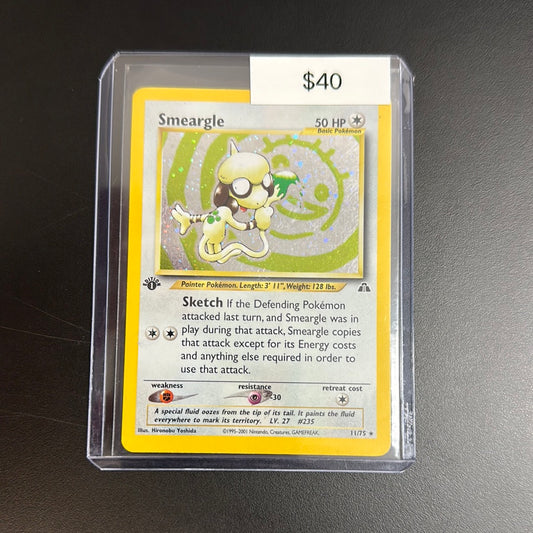 $40
Smeargle 50 HP
Basic Pokémon
EDITION
1
Painter Pokémon. Length: 3' 11", Weight: 128 lbs.
Sketch If the Defending Pokémon
attacked last turn, and Smeargle was in
play during that attack, Smeargle copies
that attack except for its Energy costs
and anything else required in order to
use that attack.
weakness resistance retreat cost
-30
A special fluid oozes from the tip of its tail. It paints the fluid
everywhere to mark its territory. LV. 27 #235
Illus. Hironobu Yoshida ©1995-2001 Nintendo, Creatures, GAMEFREAK. 11/75 ★